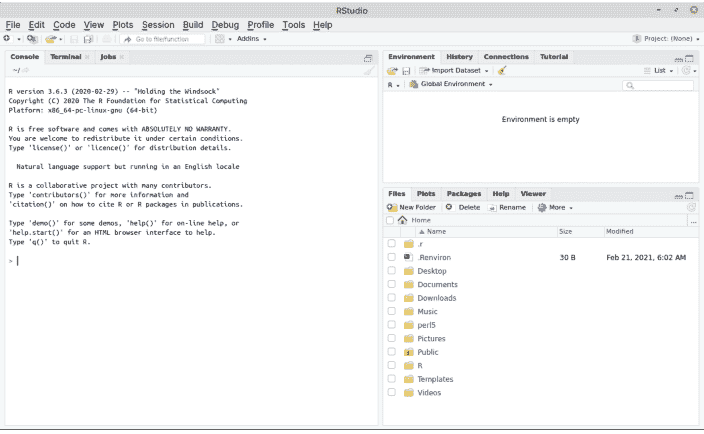 RStudio
File Edit Code View Plots Session Build Debug Profile Tools Help
Go to file/function Addins Project: (None)
Console Terminal Jobs
~/
R version 3.6.3 (2020-02-29) -- "Holding the Windsock"
Copyright (C) 2020 The R Foundation for Statistical Computing
Platform: x86_64-pc-linux-gnu (64-bit)
R is free software and comes with ABSOLUTELY NO WARRANTY.
You are welcome to redistribute it under certain conditions.
Type 'license()' or 'licence()' for distribution details.
Natural language support but running in an English locale
R is a collaborative project with many contributors.
Type 'contributors()' for more information and
'citation()' on how to cite R or R packages in publications.
Type 'demo()' for some demos, 'help()' for on-line help, or
'help.start()' for an HTML browser interface to help.
Type 'q()' to quit R.
>
Environment History Connections Tutorial
Import Dataset List
R Global Environment
Environment is empty
Files Plots Packages Help Viewer
New Folder Delete Rename More
Home ...
Name Size Modified
.r
.Renviron 30 B Feb 21, 2021, 6:02 AM
Desktop
Documents
Downloads
Music
perl5
Pictures
Public
R
Templates
Videos